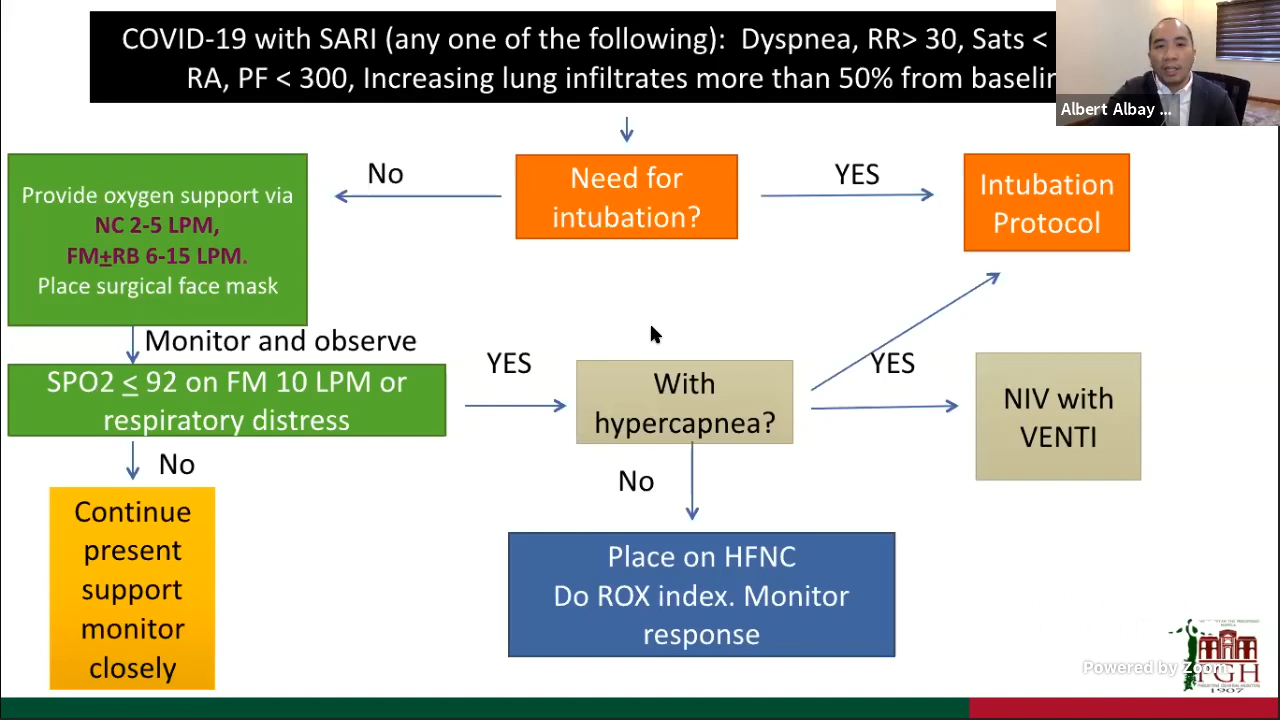 COVID-19 with SARI (any one of the following): Dyspnea, RR> 30, Sats <
RA, PF < 300, Increasing lung infiltrates more than 50% from baselin
Albert Albay ...
No
Need for
intubation?
YES
Intubation
Protocol
Provide oxygen support via
NC 2-5 LPM,
FM±RB 6-15 LPM.
Place surgical face mask
Monitor and observe
SPO2 ≤ 92 on FM 10 LPM or
respiratory distress
YES
With
hypercapnea?
YES
NIV with
VENTI
No
Continue
present
support
monitor
closely
No
Place on HFNC
Do ROX index. Monitor
response
Powered by Zoom
PGH
PHILIPPINE GENERAL HOSPITAL
1907